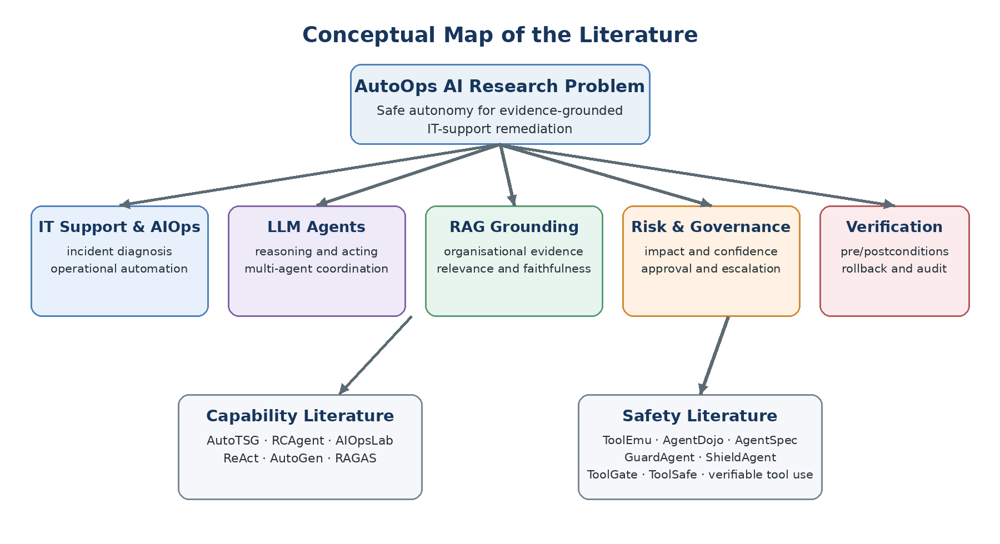 Conceptual Map of the Literature
AutoOps AI Research Problem
Safe autonomy for evidence-grounded
IT-support remediation
IT Support & AIOps
incident diagnosis
operational automation
LLM Agents
reasoning and acting
multi-agent coordination
RAG Grounding
organisational evidence
relevance and faithfulness
Risk & Governance
impact and confidence
approval and escalation
Verification
pre/postconditions
rollback and audit
Capability Literature
AutoTSG · RCAgent · AIOpsLab
ReAct · AutoGen · RAGAS
Safety Literature
ToolEmu · AgentDojo · AgentSpec
GuardAgent · ShieldAgent
ToolGate · ToolSafe · verifiable tool use